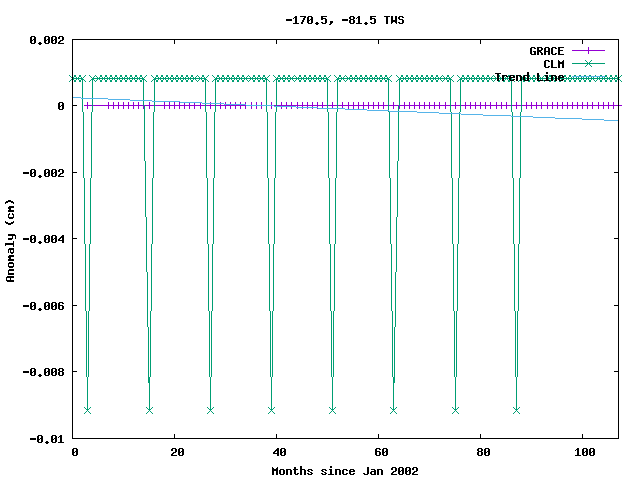 -170.5, -81.5 TWS
0.002
0
-0.002
-0.004
-0.006
-0.008
-0.01
Anomaly (cm)
GRACE
CLM
Trend Line
0 20 40 60 80 100
Months since Jan 2002